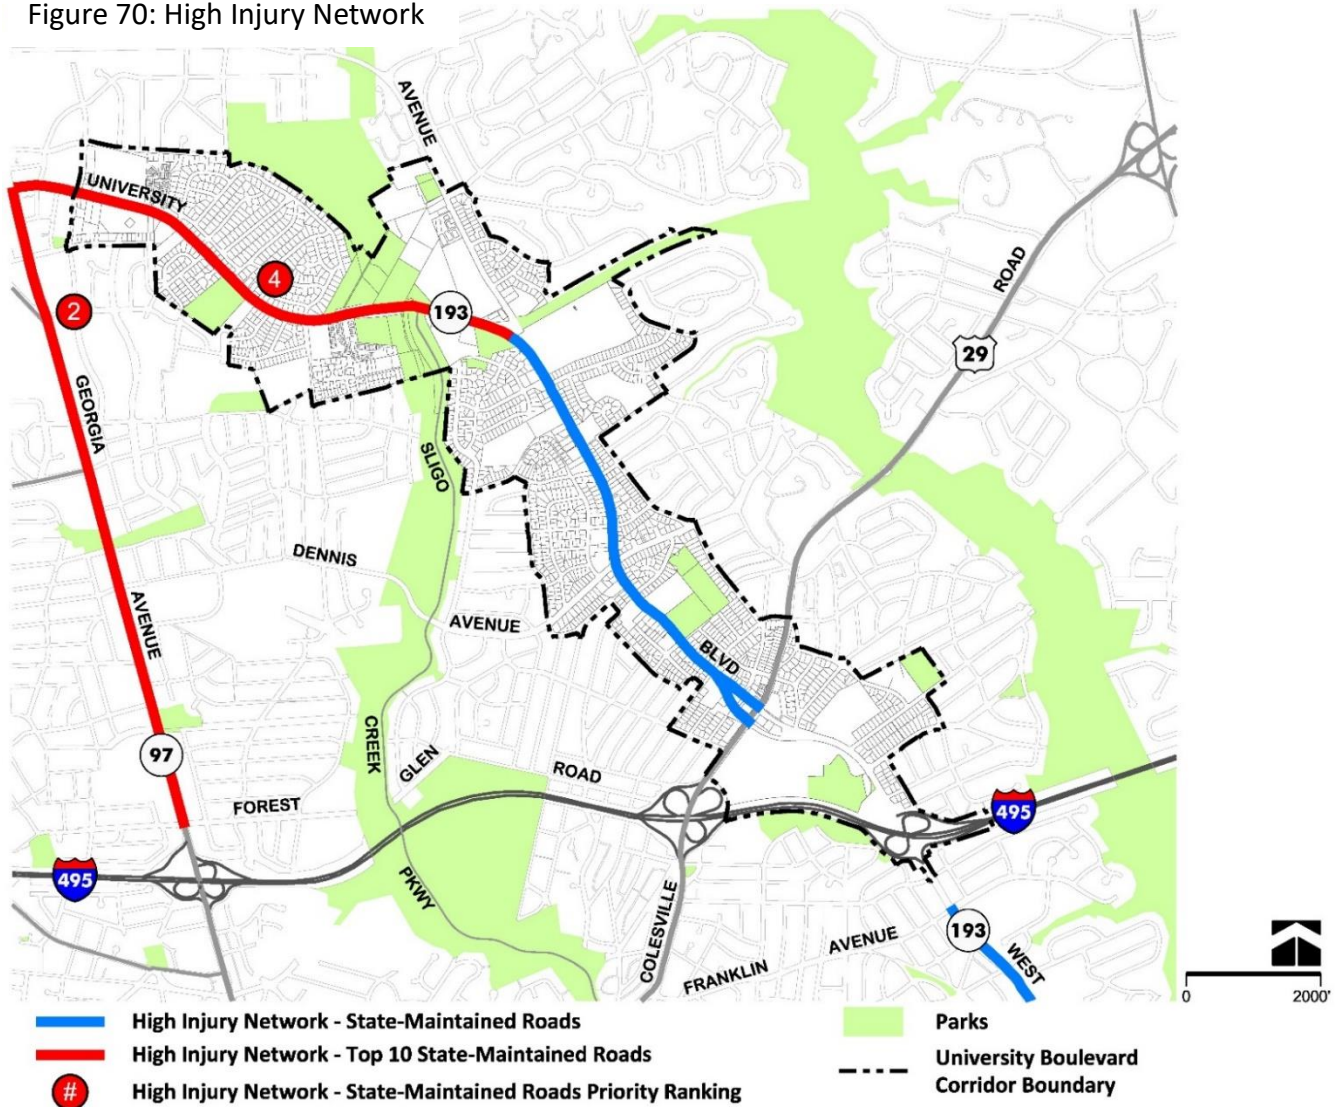 Figure 70: High Injury Network
AVENUE
UNIVERSITY
4
2
193
ROAD
29
GEORGIA
SLIGO
DENNIS
AVENUE
AVENUE
BLVD
97
CREEK
GLEN
ROAD
FOREST
495
495
PKWY
COLESVILLE
FRANKLIN
AVENUE
193
WEST
0 2000'
High Injury Network - State-Maintained Roads
High Injury Network - Top 10 State-Maintained Roads
# High Injury Network - State-Maintained Roads Priority Ranking
Parks
University Boulevard
Corridor Boundary